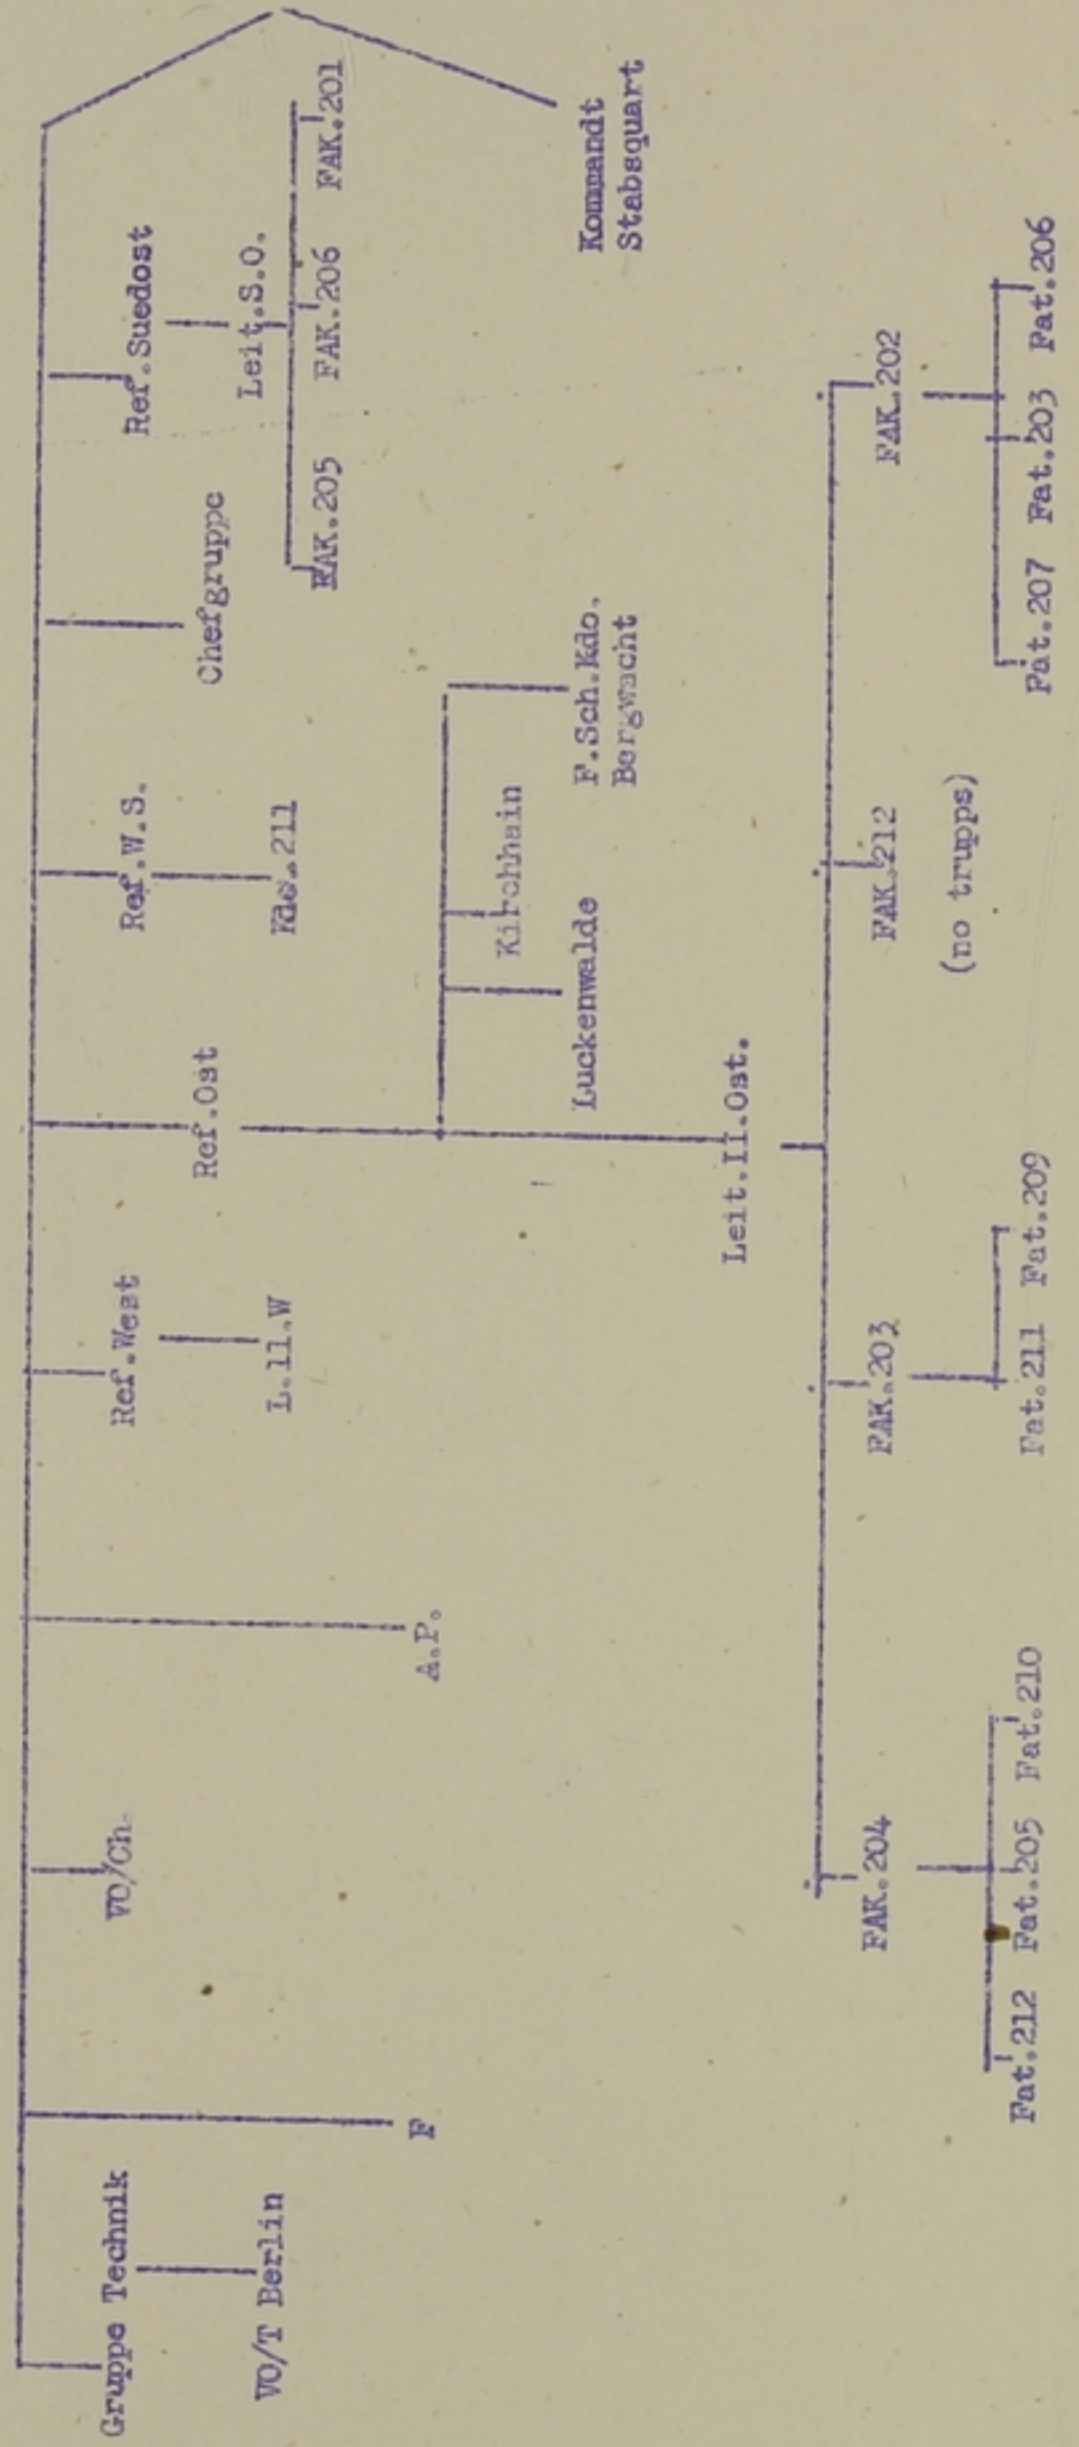 Gruppe Technik
VO/T Berlin
F
VO/Ch.
A.P.
Ref.West
L.11.W
Ref.Ost
Luckenwalde
Kirchhain
F.Sch.Kdo.
Bergwacht
Leit.II.Ost.
FAK.204
Fat.212 Fat.205 Fat.210
FAK.203
Fat.211 Fat.209
FAK.212
(no trupps)
FAK.202
Fat.207 Fat.203 Fat.206
Ref.W.S.
Kdo.211
Chefgruppe
Ref.Suedost
Leit.S.O.
FAK.205 FAK.206 FAK.201
Kommandt
Stabsquart